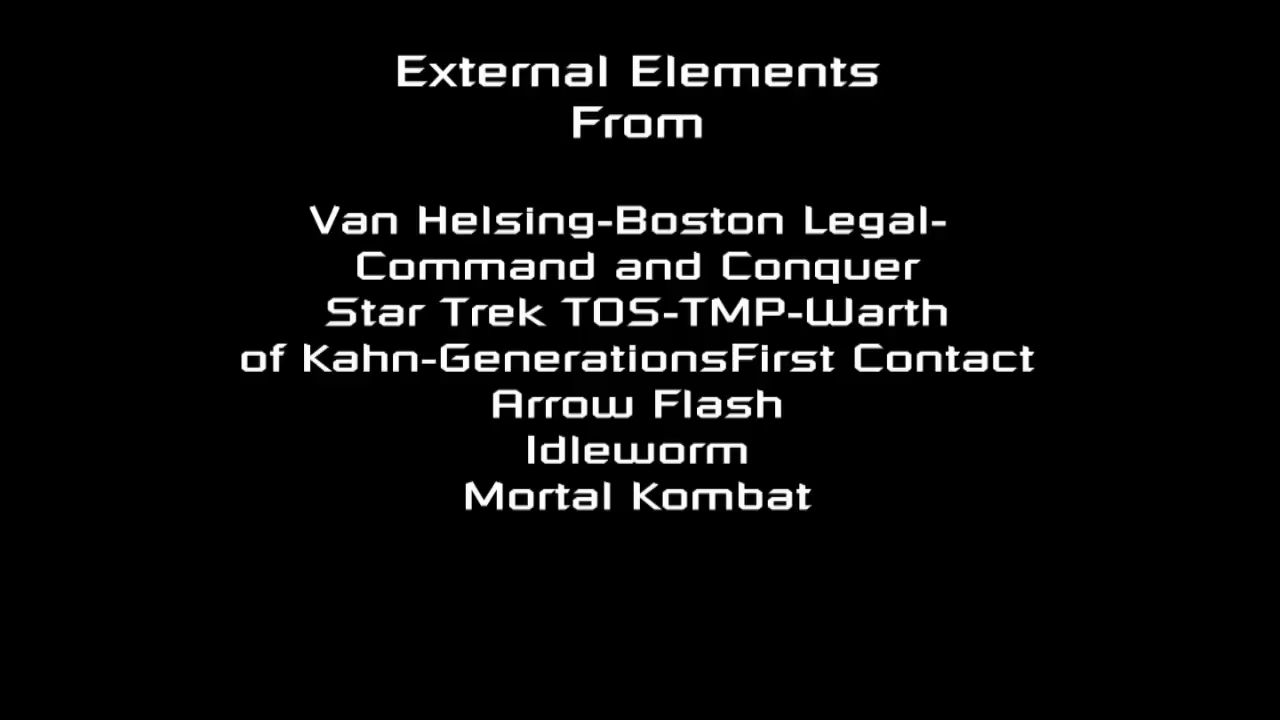 External Elements
From
Van Helsing-Boston Legal-
Command and Conquer
Star Trek TOS-TMP-Warth
of Kahn-GenerationsFirst Contact
Arrow Flash
Idleworm
Mortal Kombat